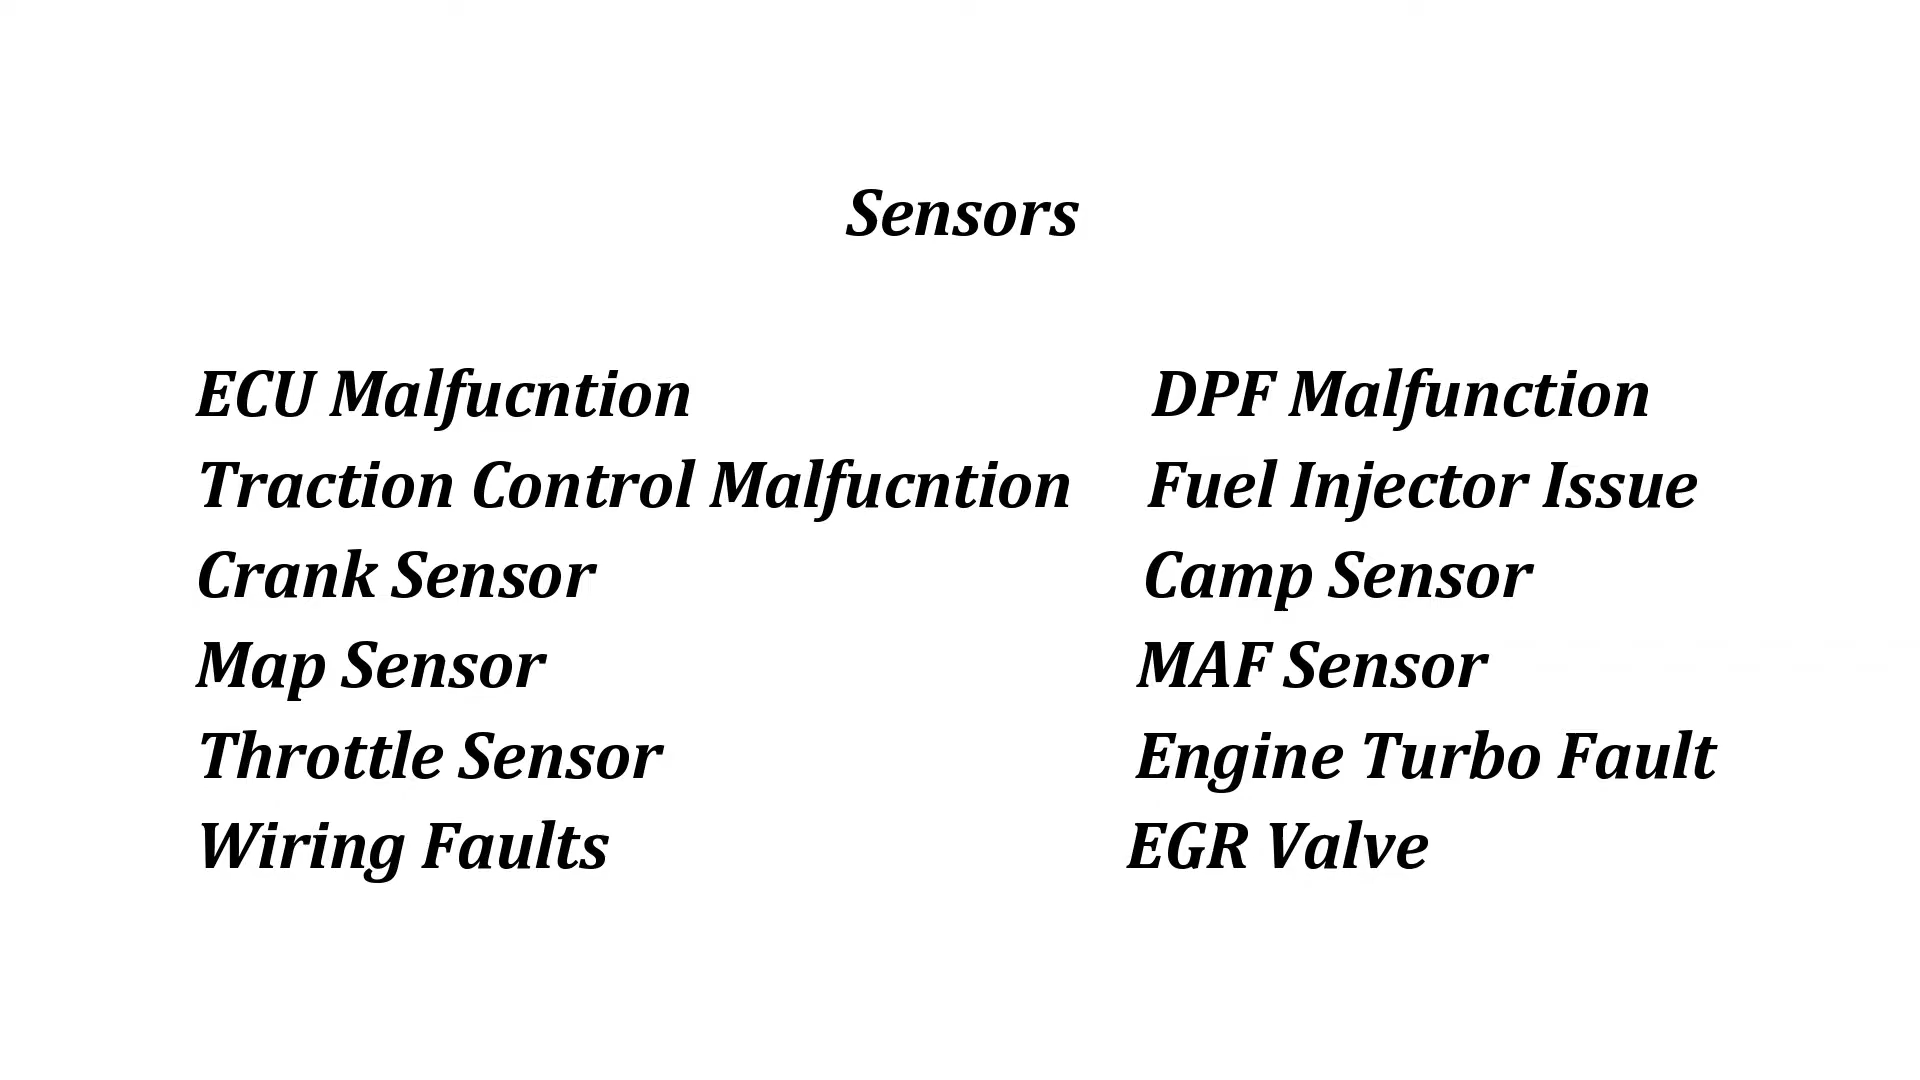 Sensors
ECU Malfucntion DPF Malfunction
Traction Control Malfucntion Fuel Injector Issue
Crank Sensor Camp Sensor
Map Sensor MAF Sensor
Throttle Sensor Engine Turbo Fault
Wiring Faults EGR Valve